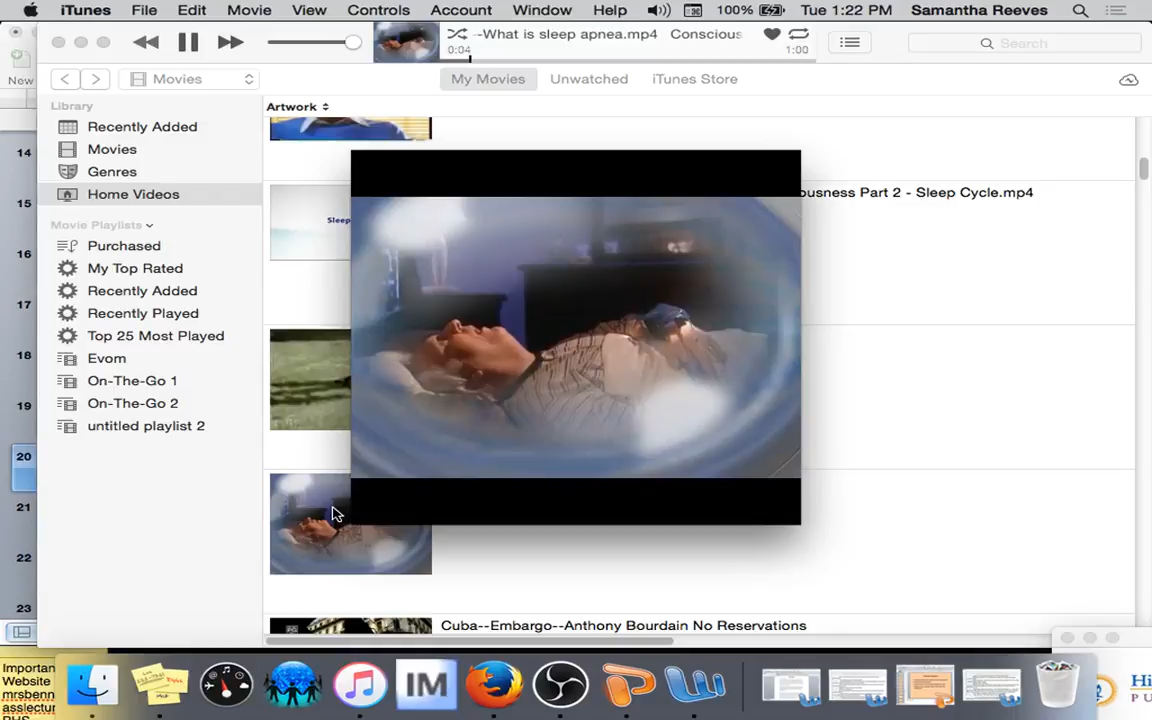 iTunes File Edit Movie View Controls Account Window Help 100% Tue 1:22 PM Samantha Reeves
--What is sleep apnea.mp4 Conscious
0:04 1:00
Search
New
Movies
My Movies Unwatched iTunes Store
Library
Recently Added
Movies
Genres
Home Videos
Movie Playlists
Purchased
My Top Rated
Recently Added
Recently Played
Top 25 Most Played
Evom
On-The-Go 1
On-The-Go 2
untitled playlist 2
Artwork
Sleep
ousness Part 2 - Sleep Cycle.mp4
Cuba--Embargo--Anthony Bourdain No Reservations
14
15
16
17
18
19
20
21
22
23
Important
Website
mrsbenn
asslectur
IM
Hi
PU